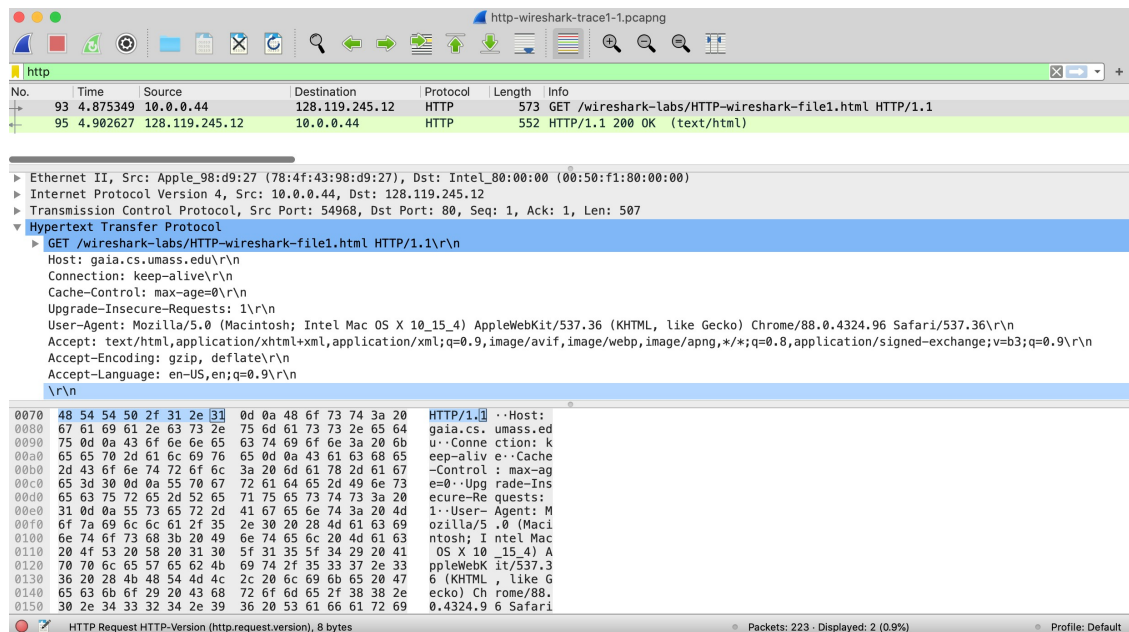 http-wireshark-trace1-1.pcapng
http
No. Time Source Destination Protocol Length Info
93 4.875349 10.0.0.44 128.119.245.12 HTTP 573 GET /wireshark-labs/HTTP-wireshark-file1.html HTTP/1.1
95 4.902627 128.119.245.12 10.0.0.44 HTTP 552 HTTP/1.1 200 OK (text/html)
Ethernet II, Src: Apple_98:d9:27 (78:4f:43:98:d9:27), Dst: Intel_80:00:00 (00:50:f1:80:00:00)
Internet Protocol Version 4, Src: 10.0.0.44, Dst: 128.119.245.12
Transmission Control Protocol, Src Port: 54968, Dst Port: 80, Seq: 1, Ack: 1, Len: 507
Hypertext Transfer Protocol
GET /wireshark-labs/HTTP-wireshark-file1.html HTTP/1.1\r\n
Host: gaia.cs.umass.edu\r\n
Connection: keep-alive\r\n
Cache-Control: max-age=0\r\n
Upgrade-Insecure-Requests: 1\r\n
User-Agent: Mozilla/5.0 (Macintosh; Intel Mac OS X 10_15_4) AppleWebKit/537.36 (KHTML, like Gecko) Chrome/88.0.4324.96 Safari/537.36\r\n
Accept: text/html,application/xhtml+xml,application/xml;q=0.9,image/avif,image/webp,image/apng,*/*;q=0.8,application/signed-exchange;v=b3;q=0.9\r\n
Accept-Encoding: gzip, deflate\r\n
Accept-Language: en-US,en;q=0.9\r\n
\r\n
0070 48 54 54 50 2f 31 2e 31 0d 0a 48 6f 73 74 3a 20 HTTP/1.1 ··Host:
0080 67 61 69 61 2e 63 73 2e 75 6d 61 73 73 2e 65 64 gaia.cs. umass.ed
0090 75 0d 0a 43 6f 6e 6e 65 63 74 69 6f 6e 3a 20 6b u··Conne ction: k
00a0 65 65 70 2d 61 6c 69 76 65 0d 0a 43 61 63 68 65 eep-aliv e··Cache
00b0 2d 43 6f 6e 74 72 6f 6c 3a 20 6d 61 78 2d 61 67 -Control : max-ag
00c0 65 3d 30 0d 0a 55 70 67 72 61 64 65 2d 49 6e 73 e=0··Upg rade-Ins
00d0 65 63 75 72 65 2d 52 65 71 75 65 73 74 73 3a 20 ecure-Re quests:
00e0 31 0d 0a 55 73 65 72 2d 41 67 65 6e 74 3a 20 4d 1··User- Agent: M
00f0 6f 7a 69 6c 6c 61 2f 35 2e 30 20 28 4d 61 63 69 ozilla/5 .0 (Maci
0100 6e 74 6f 73 68 3b 20 49 6e 74 65 6c 20 4d 61 63 ntosh; I ntel Mac
0110 20 4f 53 20 58 20 31 30 5f 31 35 5f 34 29 20 41 OS X 10 _15_4) A
0120 70 70 6c 65 57 65 62 4b 69 74 2f 35 33 37 2e 33 ppleWebK it/537.3
0130 36 20 28 4b 48 54 4d 4c 2c 20 6c 69 6b 65 20 47 6 (KHTML , like G
0140 65 63 6b 6f 29 20 43 68 72 6f 6d 65 2f 38 38 2e ecko) Ch rome/88.
0150 30 2e 34 33 32 34 2e 39 36 20 53 61 66 61 72 69 0.4324.9 6 Safari
HTTP Request HTTP-Version (http.request.version), 8 bytes Packets: 223 · Displayed: 2 (0.9%) Profile: Default